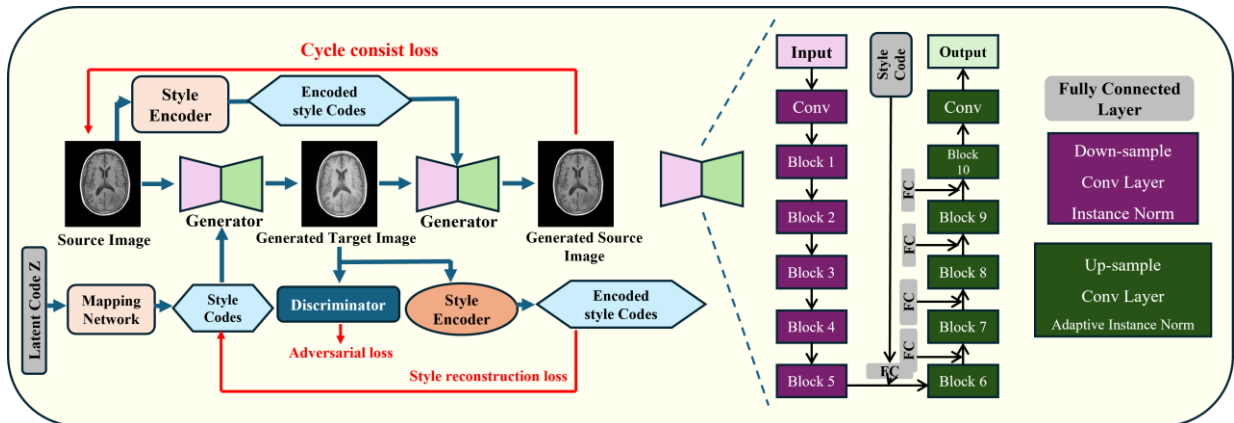 Cycle consist loss
Style
Encoder
Encoded
style Codes
Source Image
Generator
Generated Target Image
Generator
Generated Source
Image
Latent Code Z
Mapping
Network
Style
Codes
Discriminator
Style
Encoder
Encoded
style Codes
Adversarial loss
Style reconstruction loss
Input
Conv
Block 1
Block 2
Block 3
Block 4
Block 5
Style
Code
FC
FC
FC
FC
FC
Output
Conv
Block
10
Block 9
Block 8
Block 7
Block 6
Fully Connected
Layer
Down-sample
Conv Layer
Instance Norm
Up-sample
Conv Layer
Adaptive Instance Norm